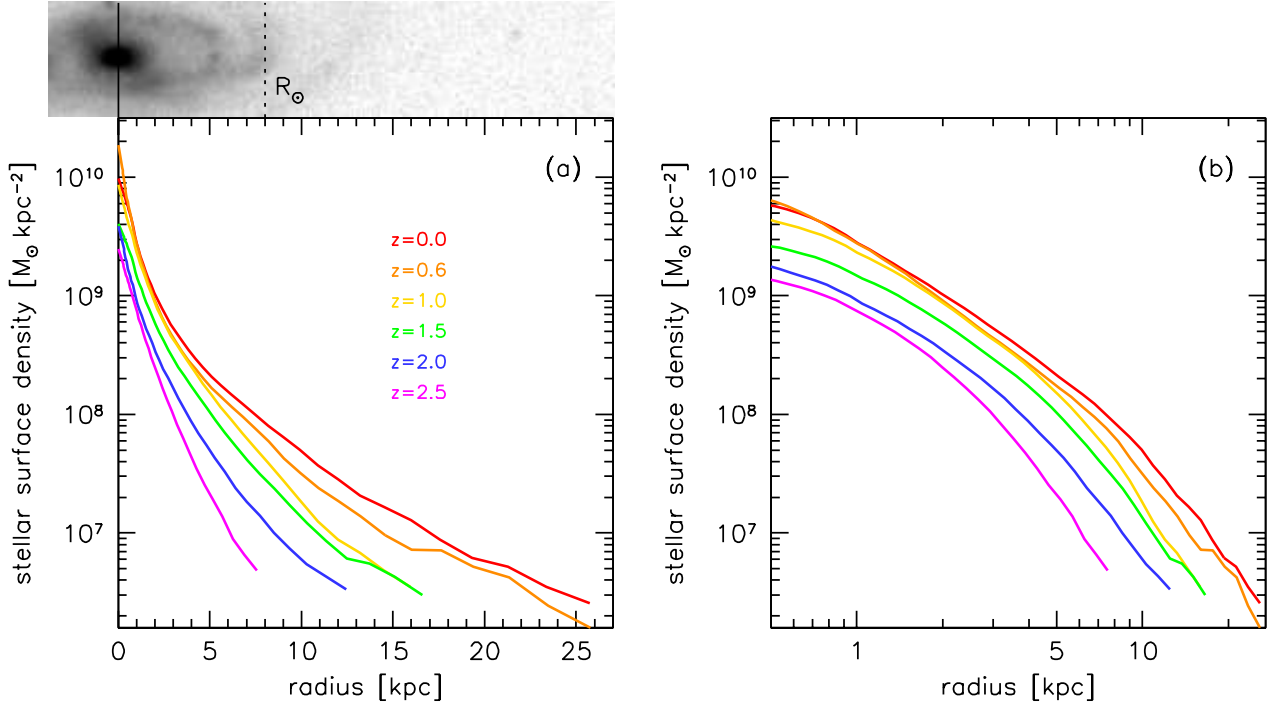 R⊙
(a)
stellar surface density [M⊙ kpc⁻²]
10¹⁰
10⁹
10⁸
10⁷
z=0.0
z=0.6
z=1.0
z=1.5
z=2.0
z=2.5
0 5 10 15 20 25
radius [kpc]
(b)
stellar surface density [M⊙ kpc⁻²]
10¹⁰
10⁹
10⁸
10⁷
1 5 10
radius [kpc]